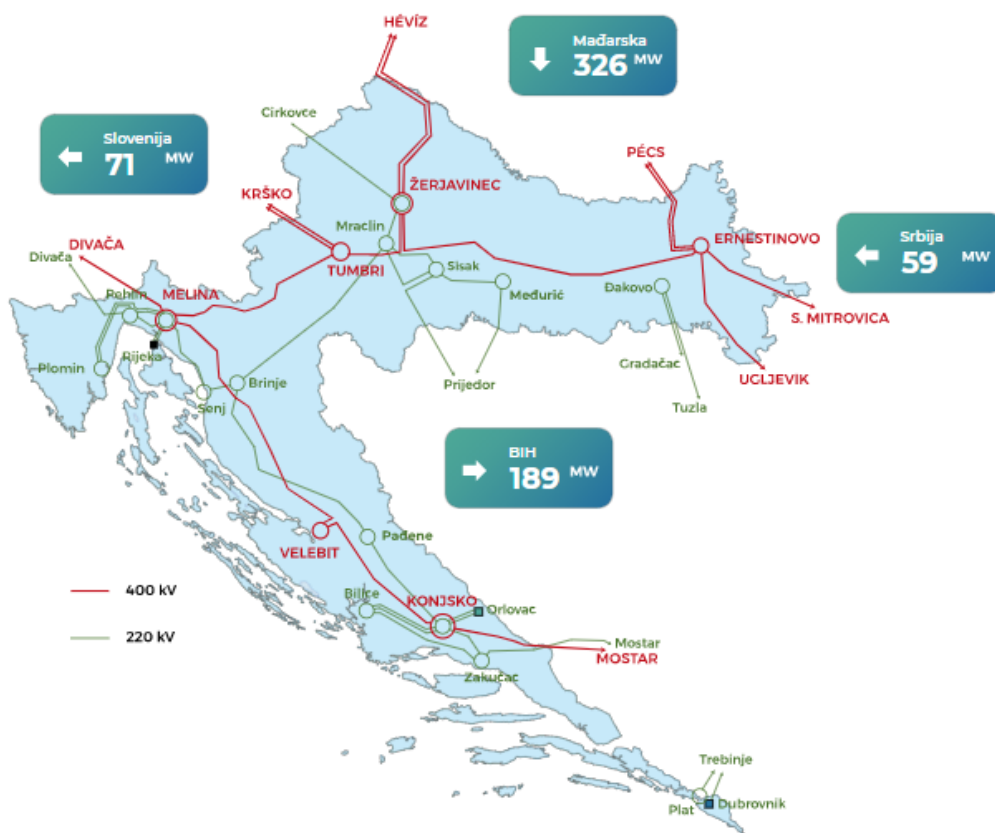 HÉVÍZ
Mađarska
326 MW
Cirkovce
Slovenija
71 MW
PÉCS
KRŠKO
ŽERJAVINEC
Mraclin
DIVAČA
Divača
TUMBRI
Sisak
ERNESTINOVO
Srbija
59 MW
Pehlin
MELINA
Međurić
Đakovo
S. MITROVICA
Rijeka
Plomin
Senj
Brinje
Prijedor
Gradačac
UGLJEVIK
Tuzla
BIH
189 MW
VELEBIT
Pađene
400 kV
Bilice
KONJSKO
Orlovac
220 kV
Mostar
MOSTAR
Zakučac
Trebinje
Plat
Dubrovnik